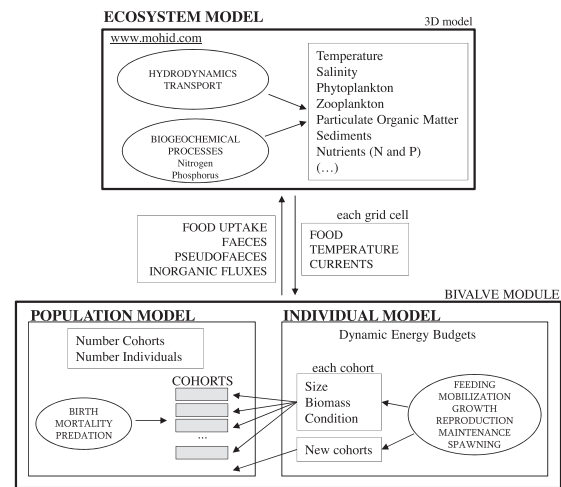 ECOSYSTEM MODEL
3D model
www.mohid.com
HYDRODYNAMICS
TRANSPORT
BIOGEOCHEMICAL
PROCESSES
Nitrogen
Phosphorus
Temperature
Salinity
Phytoplankton
Zooplankton
Particulate Organic Matter
Sediments
Nutrients (N and P)
(…)
FOOD UPTAKE
FAECES
PSEUDOFAECES
INORGANIC FLUXES
each grid cell
FOOD
TEMPERATURE
CURRENTS
BIVALVE MODULE
POPULATION MODEL
Number Cohorts
Number Individuals
COHORTS
...
BIRTH
MORTALITY
PREDATION
INDIVIDUAL MODEL
Dynamic Energy Budgets
each cohort
Size
Biomass
Condition
New cohorts
FEEDING
MOBILIZATION
GROWTH
REPRODUCTION
MAINTENANCE
SPAWNING